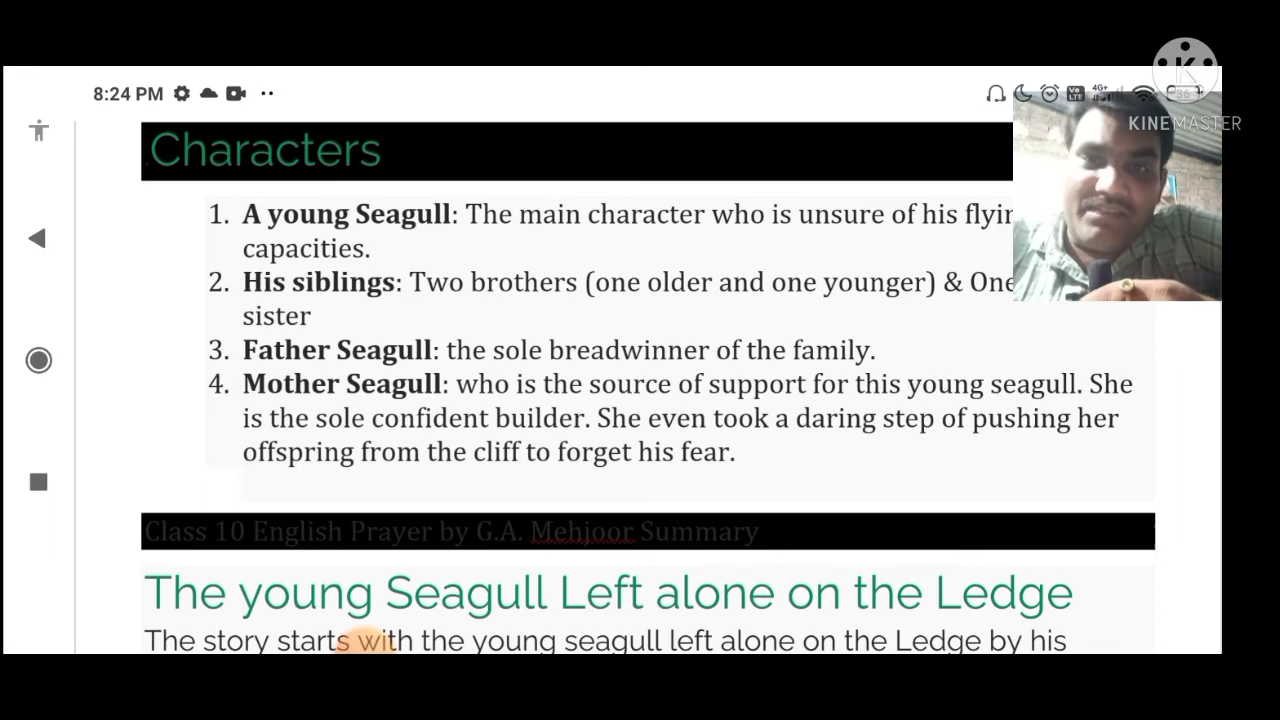 8:24 PM
KINEMASTER
Characters
1. A young Seagull: The main character who is unsure of his
capacities.
2. His siblings: Two brothers (one older and one younger) & One
sister
3. Father Seagull: the sole breadwinner of the family.
4. Mother Seagull: who is the source of support for this young seagull. She
is the sole confident builder. She even took a daring step of pushing her
offspring from the cliff to forget his fear.
Class 10 English Prayer by G.A. Mehjoor Summary
The young Seagull Left alone on the Ledge
The story starts with the young seagull left alone on the Ledge by his